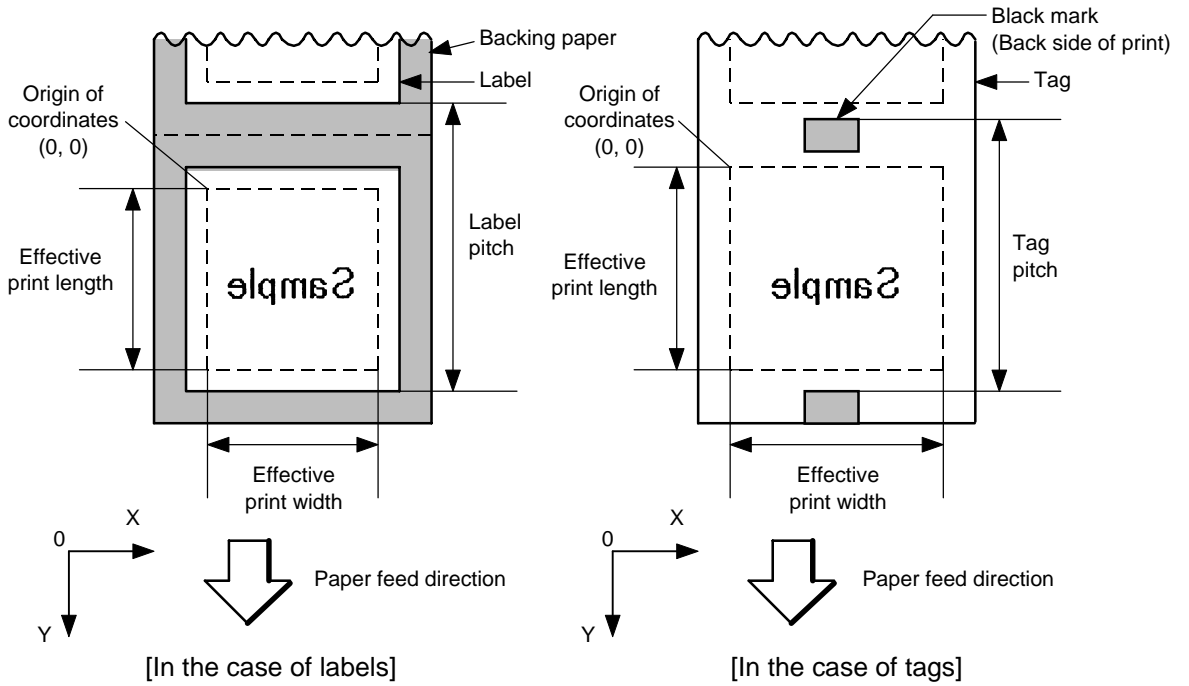 Backing paper
Label
Origin of
coordinates
(0, 0)
Effective
print length
Label
pitch
Sample
Effective
print width
0
X
Y
Paper feed direction
[In the case of labels]
Black mark
(Back side of print)
Tag
Origin of
coordinates
(0, 0)
Effective
print length
Tag
pitch
Sample
Effective
print width
0
X
Y
Paper feed direction
[In the case of tags]